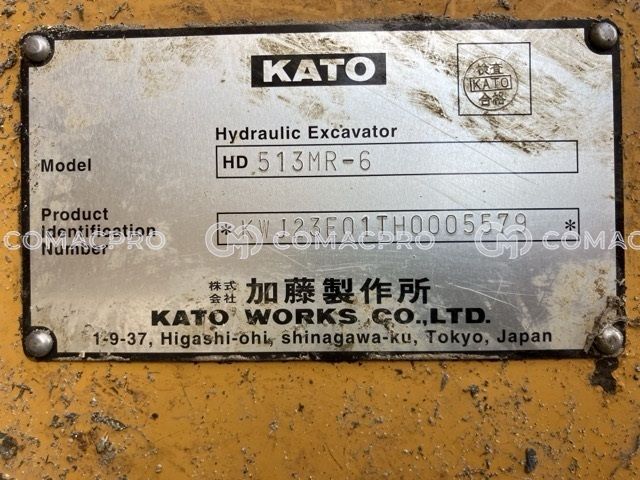 KATO
検査
KATO
合格
Hydraulic Excavator
Model HD 513MR-6
Product
Identification
Number
*KWJ23E01TH0005579*
COMACPRO COMACPRO COMACPRO
株式会社 加藤製作所
KATO WORKS CO.,LTD.
1-9-37, Higashi-ohi, shinagawa-ku, Tokyo, Japan